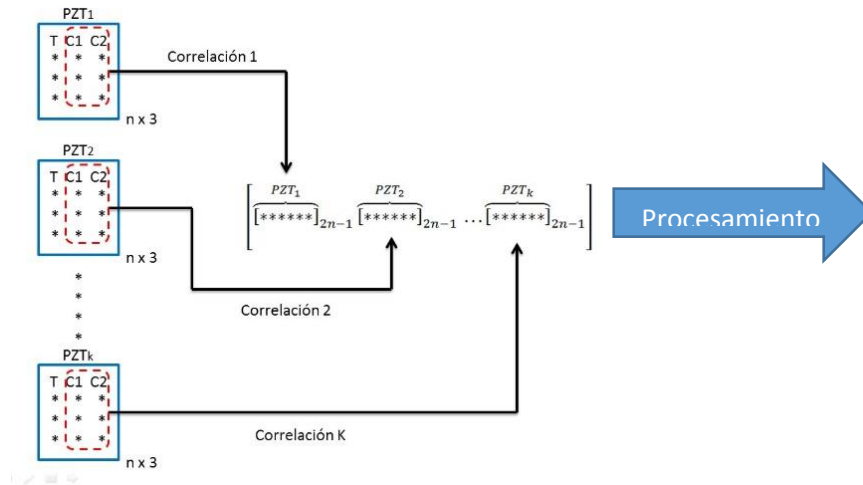 PZT1
T C1 C2
* * *
* * *
* * *
n x 3
Correlación 1
PZT2
T C1 C2
* * *
* * *
* * *
n x 3
Correlación 2
*
*
*
*
PZTk
T C1 C2
* * *
* * *
* * *
n x 3
Correlación K
PZT₁ PZT₂ PZTₖ
[[******]₂ₙ₋₁ [******]₂ₙ₋₁ ... [******]₂ₙ₋₁]
Procesamiento